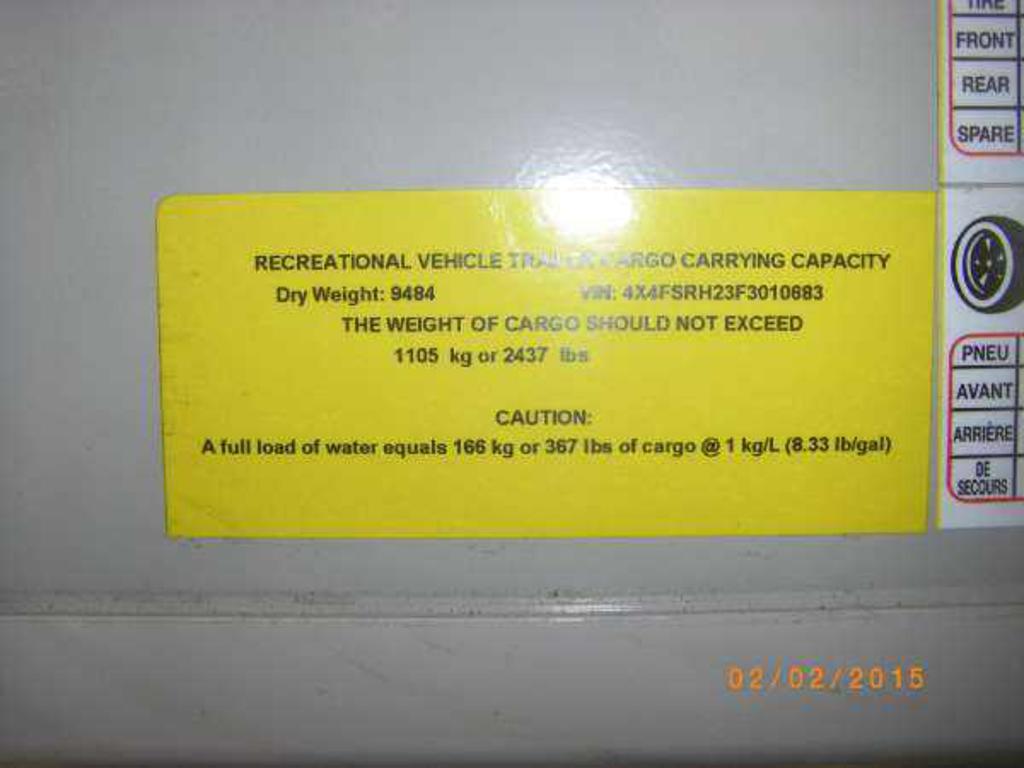 RECREATIONAL VEHICLE TRAILER CARGO CARRYING CAPACITY
Dry Weight: 9484 VIN: 4X4FSRH23F3010683
THE WEIGHT OF CARGO SHOULD NOT EXCEED
1105 kg or 2437 lbs
CAUTION:
A full load of water equals 166 kg or 367 lbs of cargo @ 1 kg/L (8.33 lb/gal)
TIRE
FRONT
REAR
SPARE
PNEU
AVANT
ARRIÈRE
DE
SECOURS
02/02/2015